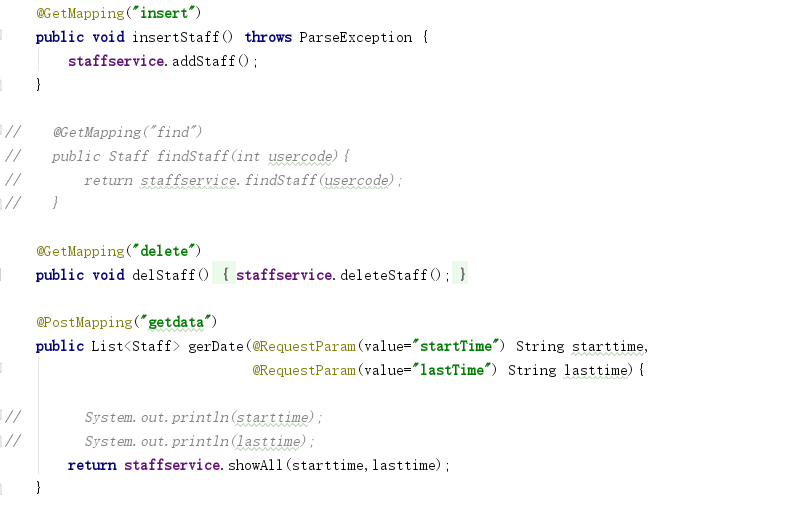 @GetMapping("insert")
public void insertStaff() throws ParseException {
staffservice.addStaff();
}
//    @GetMapping("find")
//    public Staff findStaff(int usercode){
//        return staffservice.findStaff(usercode);
//    }
@GetMapping("delete")
public void delStaff() { staffservice.deleteStaff(); }
@PostMapping("getdata")
public List<Staff> gerDate(@RequestParam(value="startTime") String starttime,
@RequestParam(value="lastTime") String lasttime){
//        System.out.println(starttime);
//        System.out.println(lasttime);
return staffservice.showAll(starttime,lasttime);
}